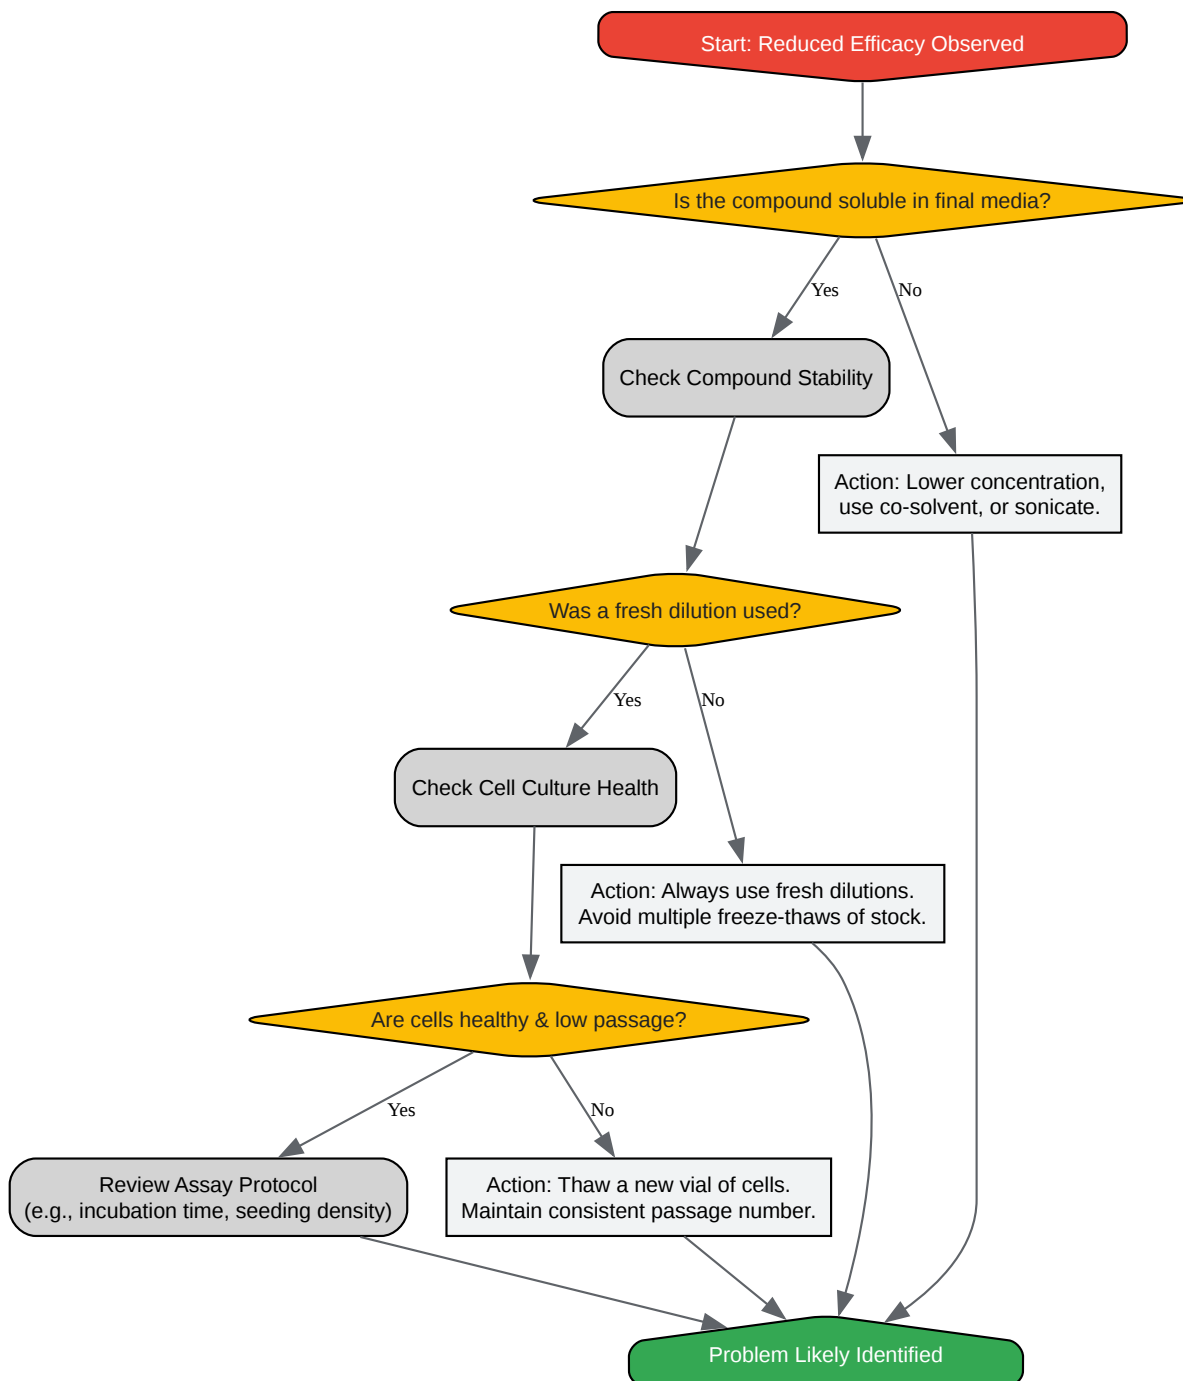 Start: Reduced Efficacy Observed
Is the compound soluble in final media?
Yes
No
Check Compound Stability
Action: Lower concentration,
use co-solvent, or sonicate.
Was a fresh dilution used?
Yes
No
Check Cell Culture Health
Action: Always use fresh dilutions.
Avoid multiple freeze-thaws of stock.
Are cells healthy & low passage?
Yes
No
Review Assay Protocol
(e.g., incubation time, seeding density)
Action: Thaw a new vial of cells.
Maintain consistent passage number.
Problem Likely Identified